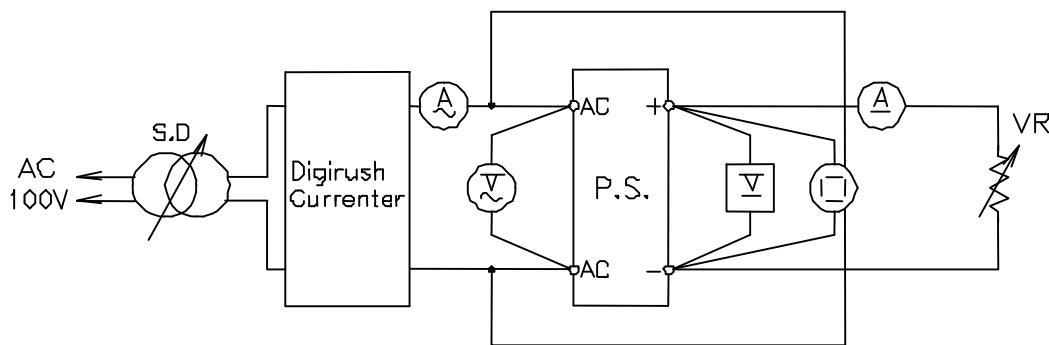 S.D
AC
100V
Digirush
Currenter
A
V
AC
AC
P.S.
+
−
V
A
VR